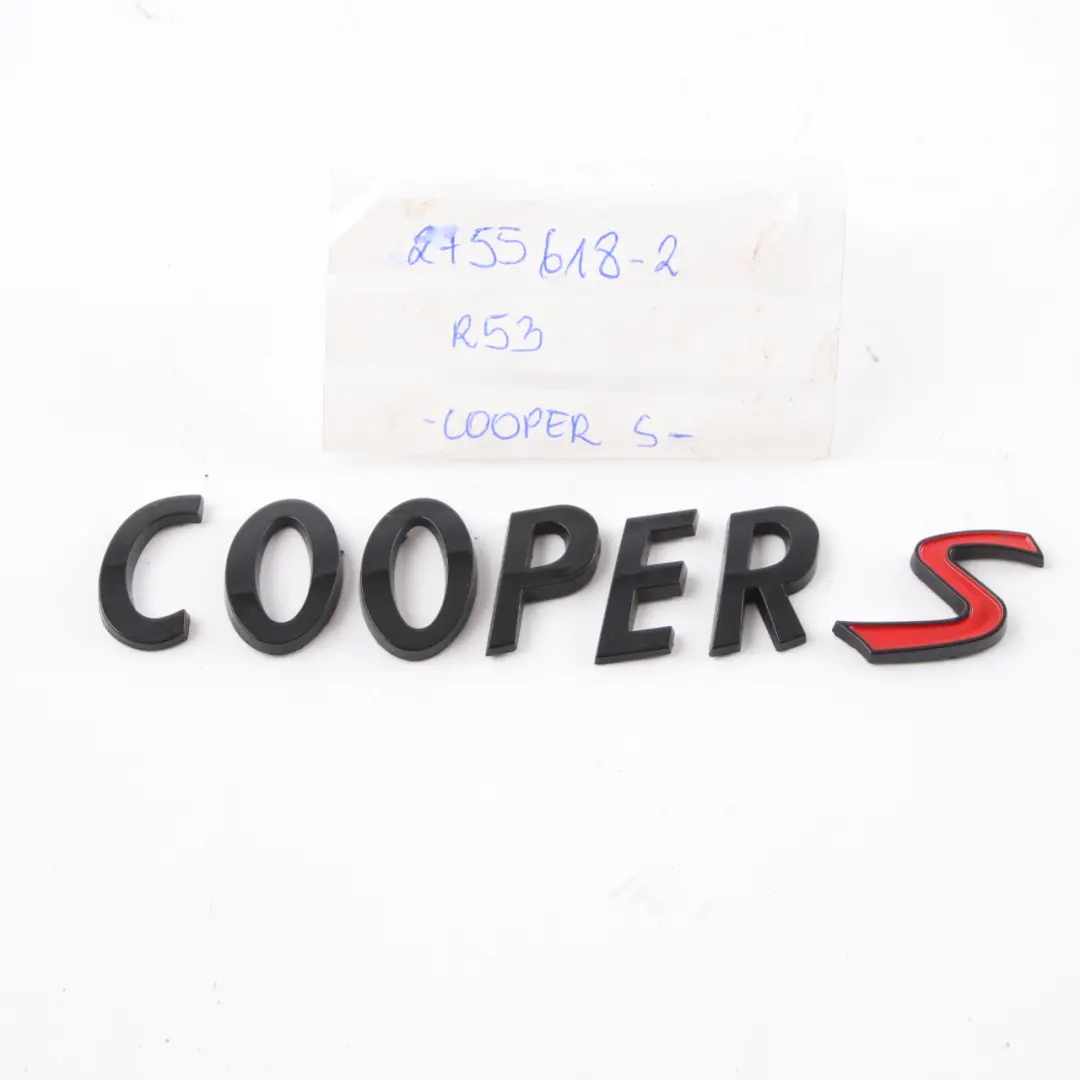 2755618-2
R53
-COOPER S-
COOPER S